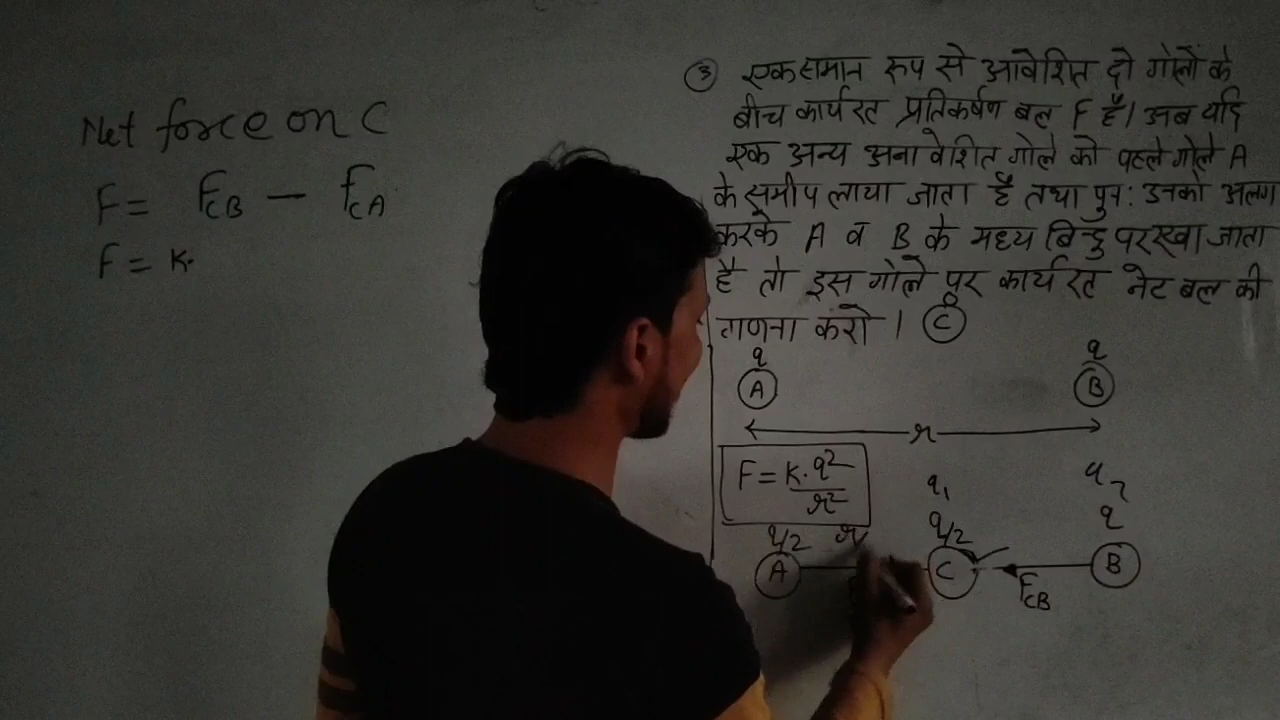 Net force on C
F = F_CB - F_CA
F = K.
③ एकसमान रूप से आवेशित दो गोलों के
बीच कार्यरत प्रतिकर्षण बल F है। अब यदि
एक अन्य अनावेशित गोले को पहले गोले A
के समीप लाया जाता है तथा पुन: उनको अलग
करके A व B के मध्य बिन्दु पर रखा जाता
है तो इस गोले पर कार्यरत नेट बल की
गणना करो। C
q q
A B
r
F = K.q²/r²
q₁ q₂
q/2 q/2 q
A C B
F_CB